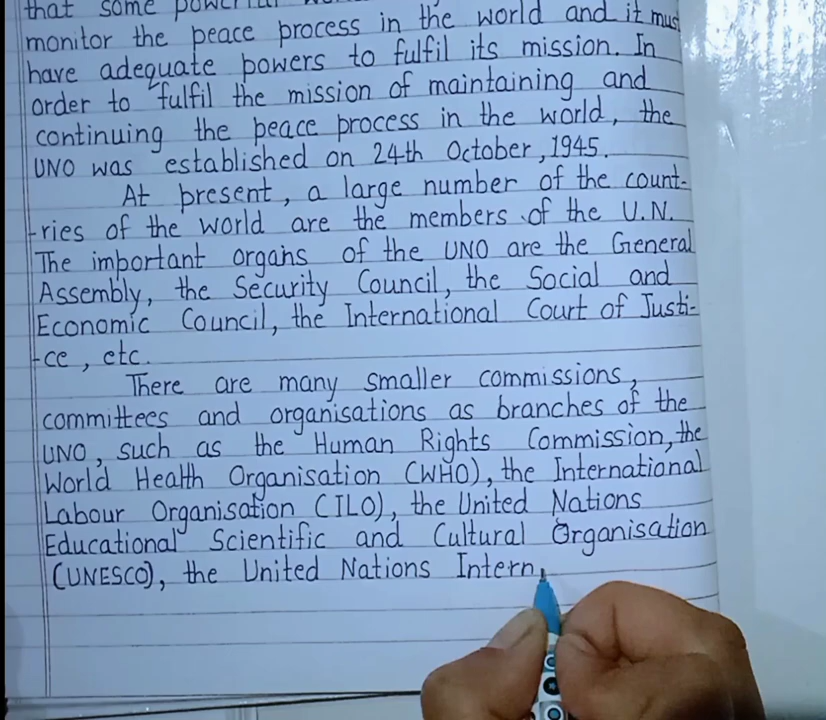 that some powerful
monitor the peace process in the world and it must
have adequate powers to fulfil its mission. In
order to fulfil the mission of maintaining and
continuing the peace process in the world, the
UNO was established on 24th October, 1945.
At present, a large number of the count-
-ries of the world are the members of the U.N.
The important organs of the UNO are the General
Assembly, the Security Council, the Social and
Economic Council, the International Court of Justi-
-ce, etc.
There are many smaller commissions,
committees and organisations as branches of the
UNO, such as the Human Rights Commission, the
World Health Organisation (WHO), the International
Labour Organisation (ILO), the United Nations
Educational Scientific and Cultural Organisation
(UNESCO), the United Nations Intern